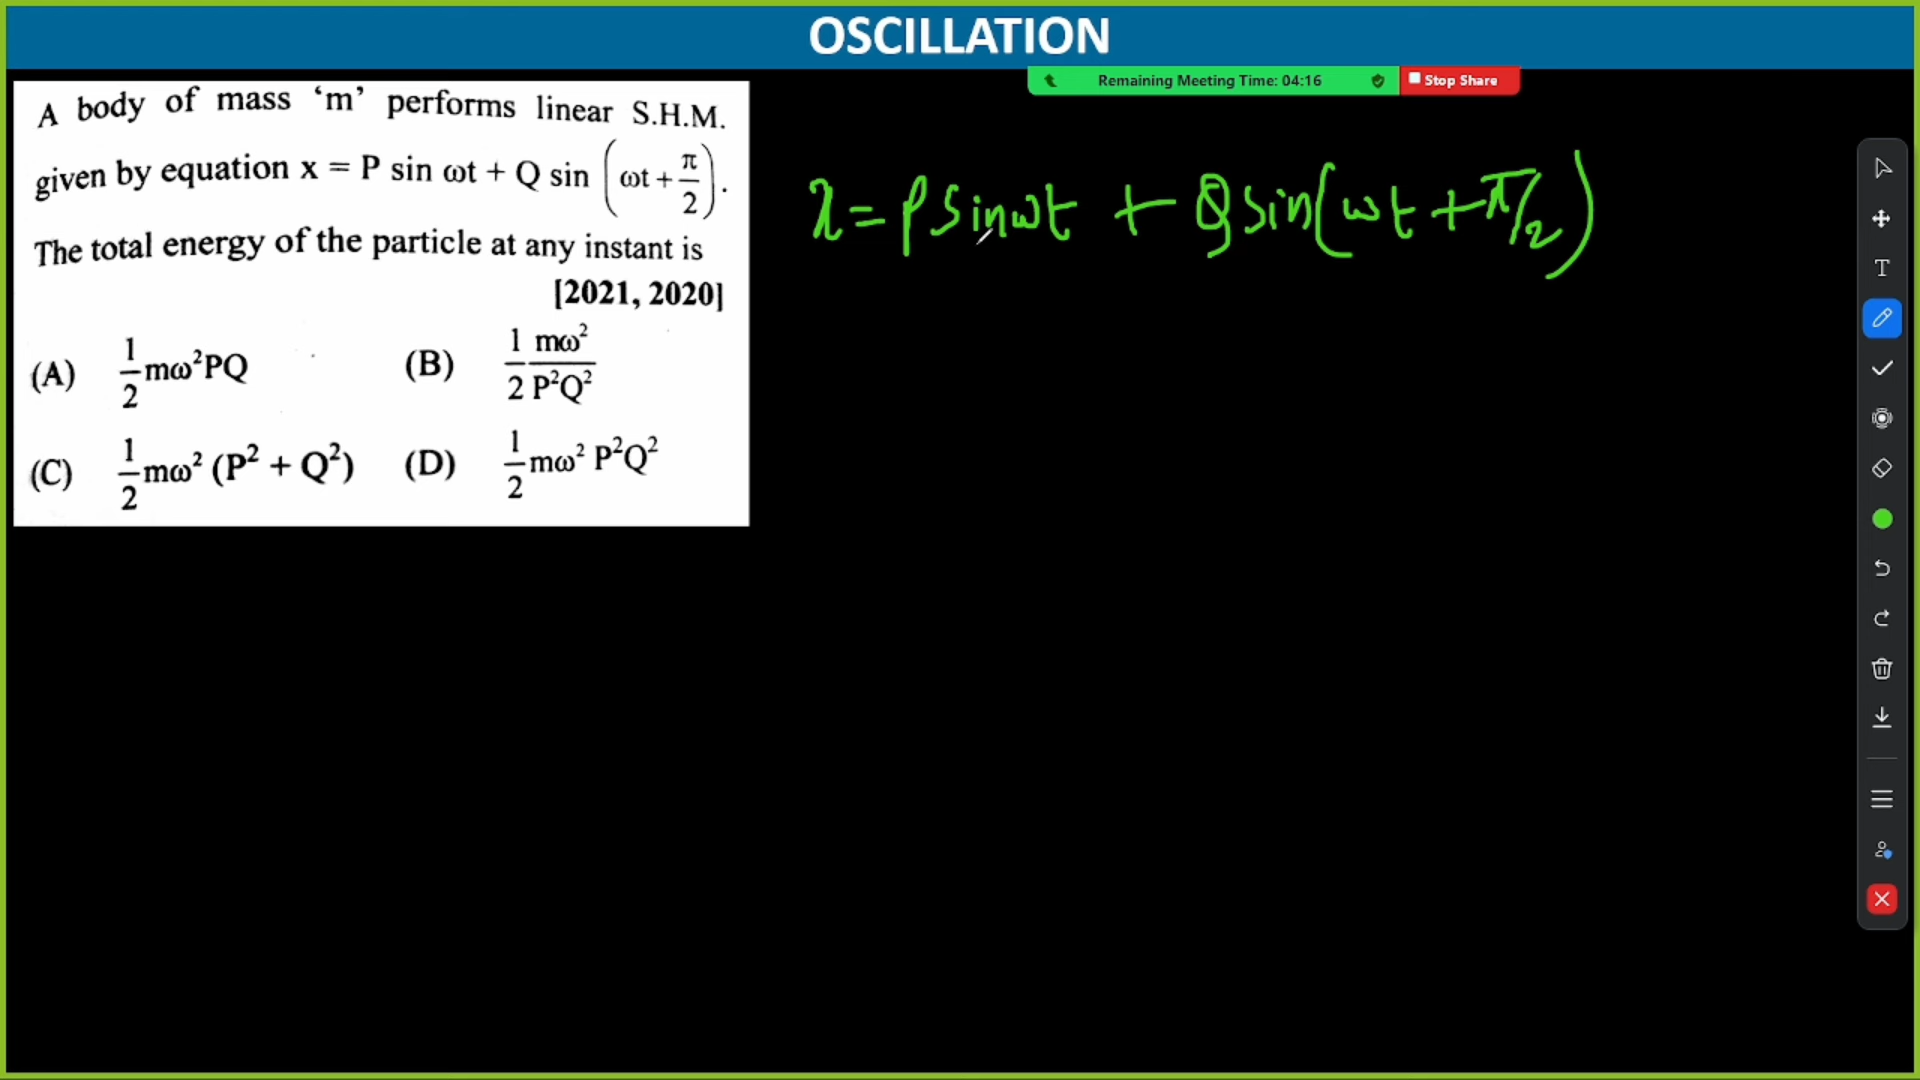 OSCILLATION
Remaining Meeting Time: 04:16
Stop Share
A body of mass ‘m’ performs linear S.H.M.
given by equation x = P sin ωt + Q sin (ωt + π/2).
The total energy of the particle at any instant is
[2021, 2020]
(A) 1/2 mω²PQ (B) 1/2 mω²/P²Q²
(C) 1/2 mω² (P² + Q²) (D) 1/2 mω² P²Q²
x = P sin ωt + Q sin(ωt + π/2)
T